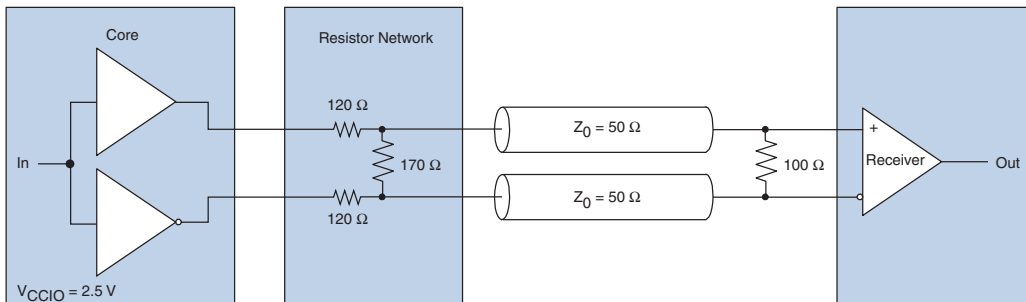 Core
Resistor Network
120 Ω
Z0 = 50 Ω
+
In
170 Ω
100 Ω
Receiver
Out
Z0 = 50 Ω
120 Ω
VCCIO = 2.5 V